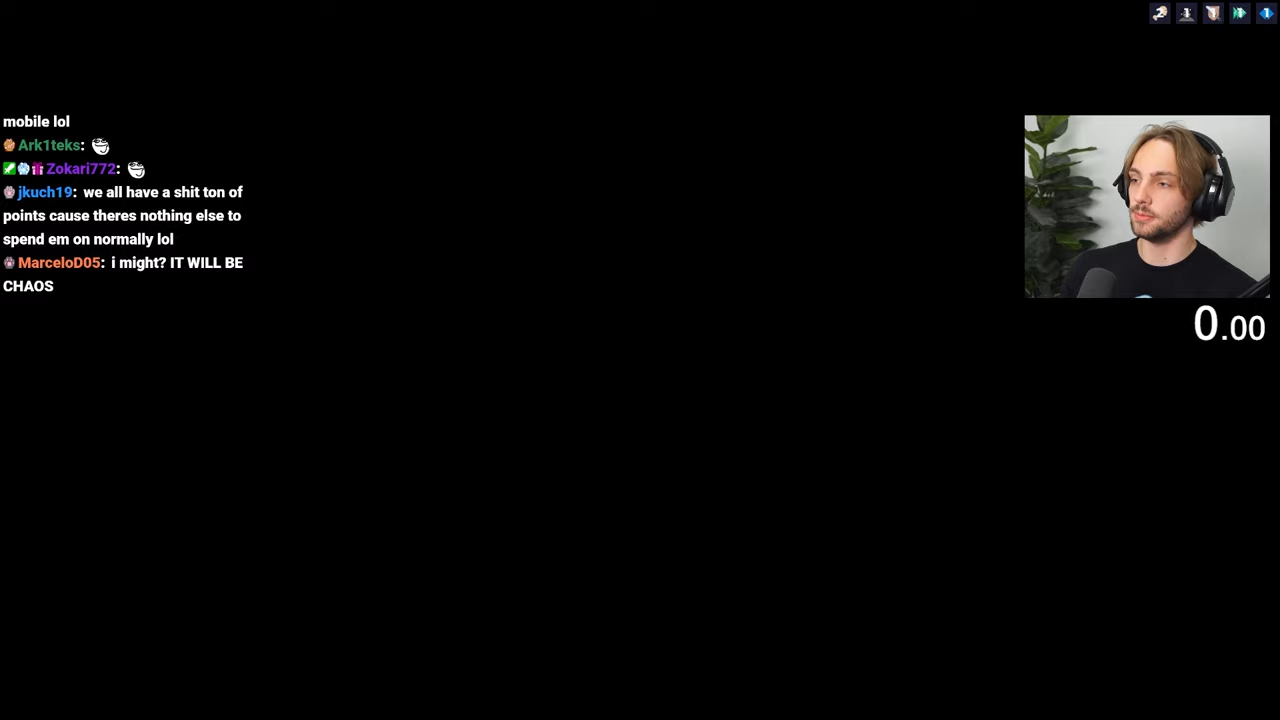 mobile lol
Ark1teks:
Zokari772:
jkuch19: we all have a shit ton of
points cause theres nothing else to
spend em on normally lol
MarceloD05: i might? IT WILL BE
CHAOS
0.00